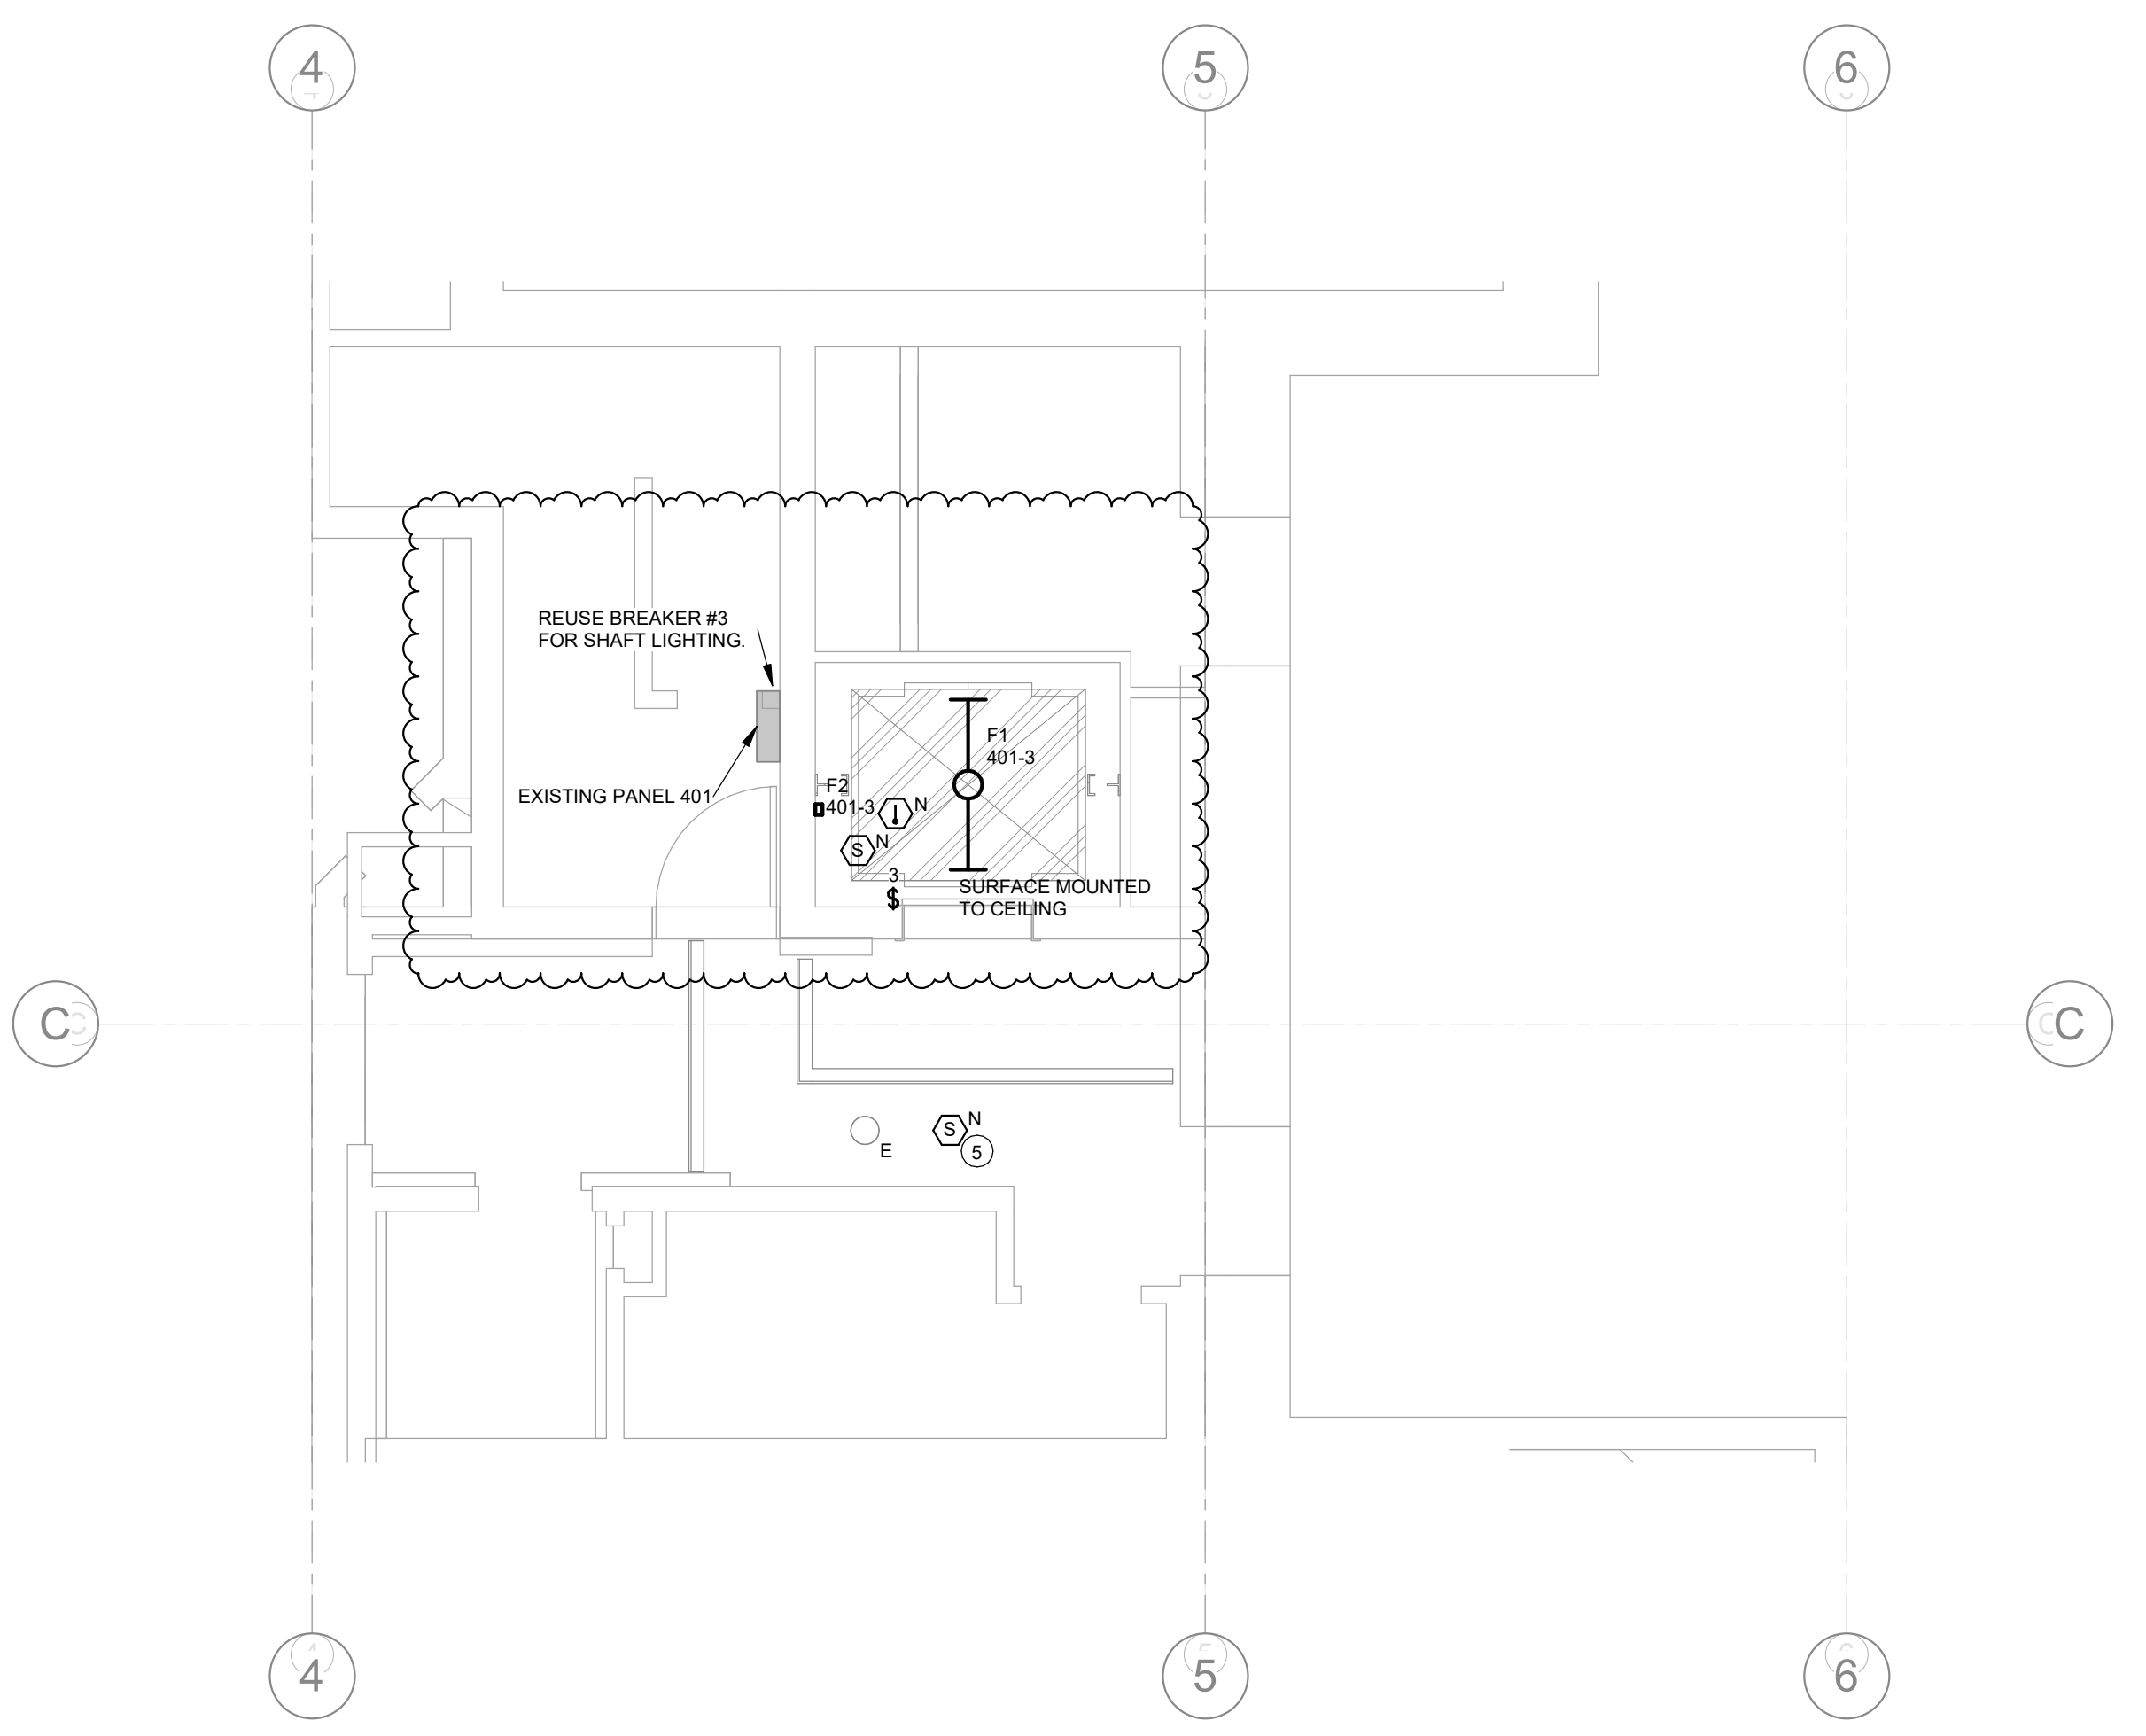 4
5
6
REUSE BREAKER #3
FOR SHAFT LIGHTING.
F1
401-3
EXISTING PANEL 401
F2
401-3
N
S
N
3
$
SURFACE MOUNTED
TO CEILING
C
C
S
N
5
E
4
5
6